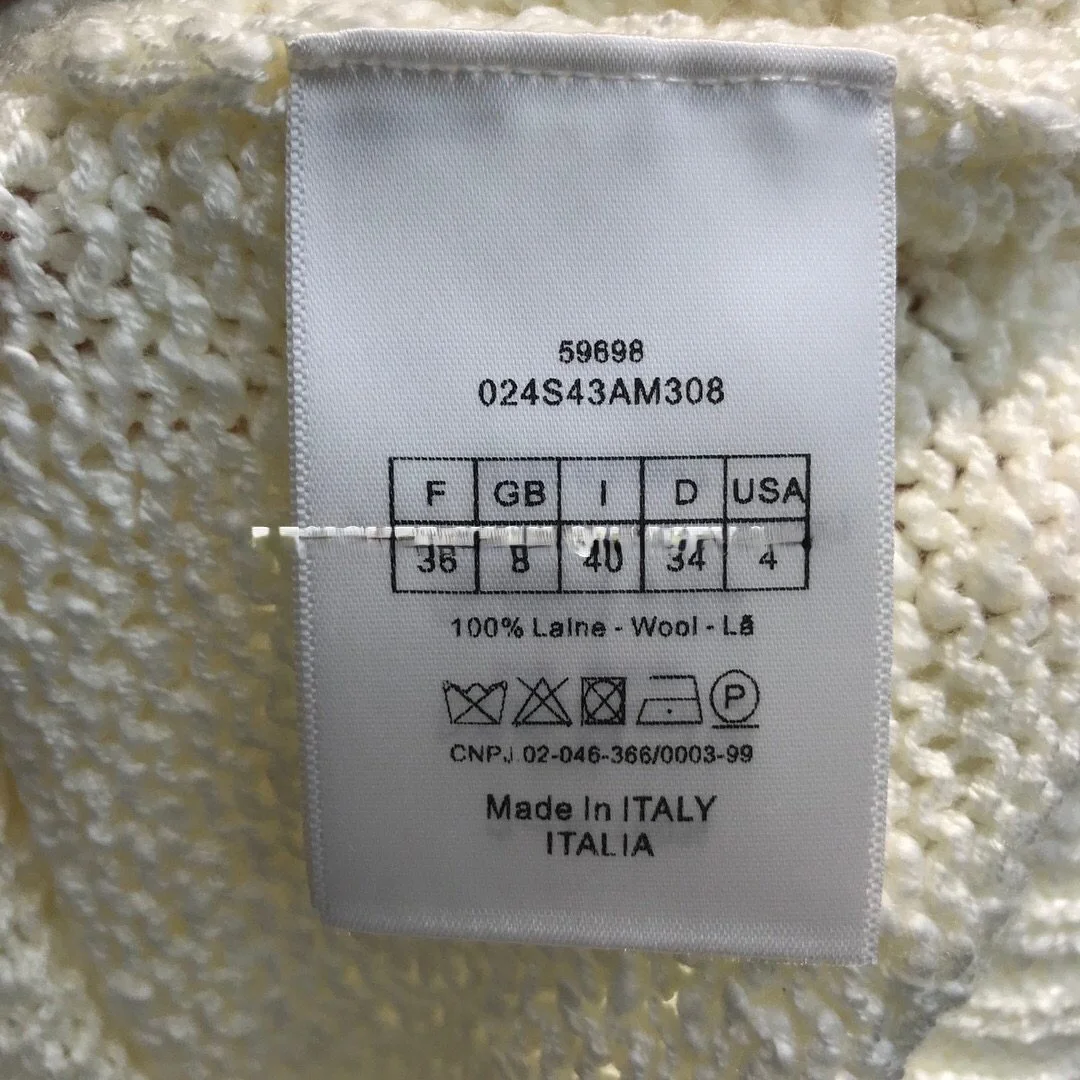 59698
024S43AM308
F GB I D USA
36 8 40 34 4
100% Laine - Wool - Lã
P
CNPJ 02-046-366/0003-99
Made In ITALY
ITALIA